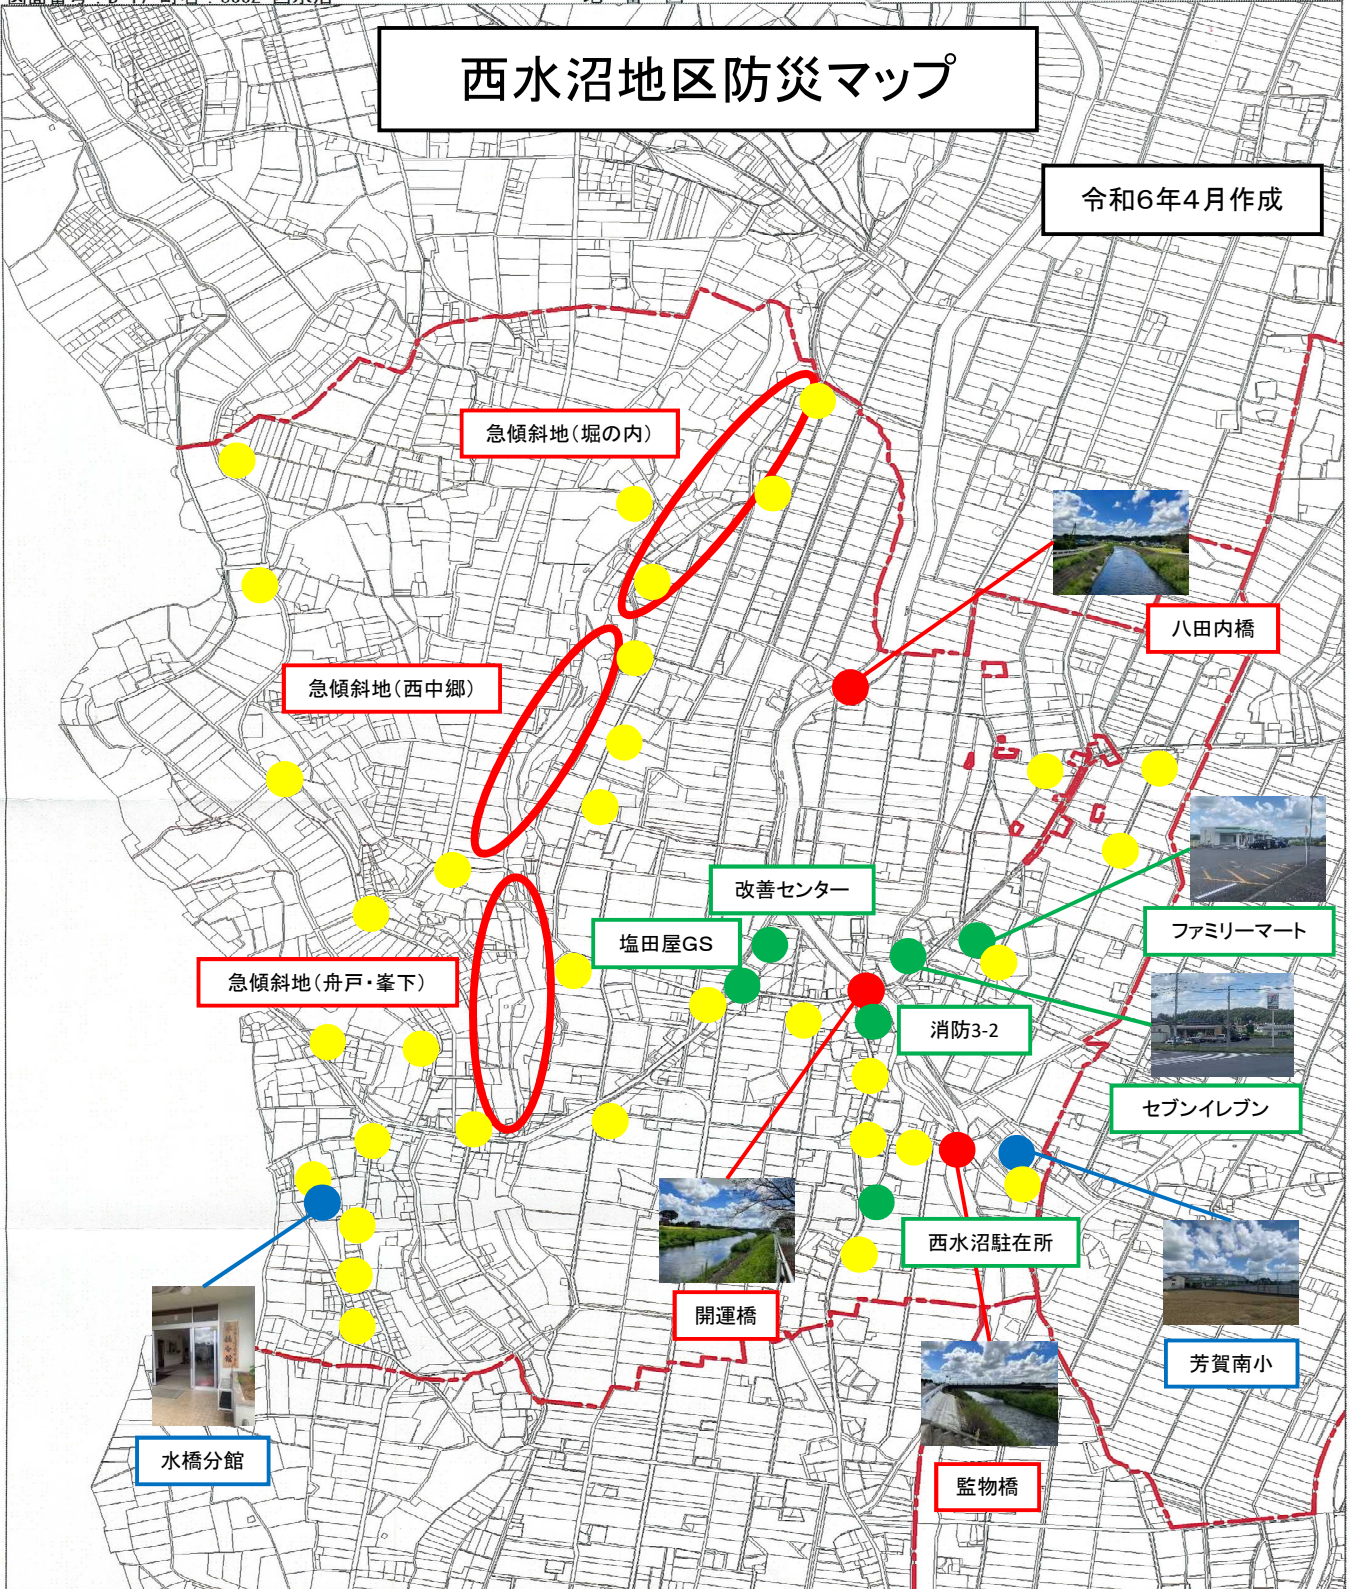 西水沼地区防災マップ
令和6年4月作成
急傾斜地(堀の内)
八田内橋
急傾斜地(西中郷)
改善センター
塩田屋GS
ファミリーマート
急傾斜地(舟戸・峯下)
消防3-2
セブンイレブン
西水沼駐在所
開運橋
芳賀南小
水橋分館
監物橋